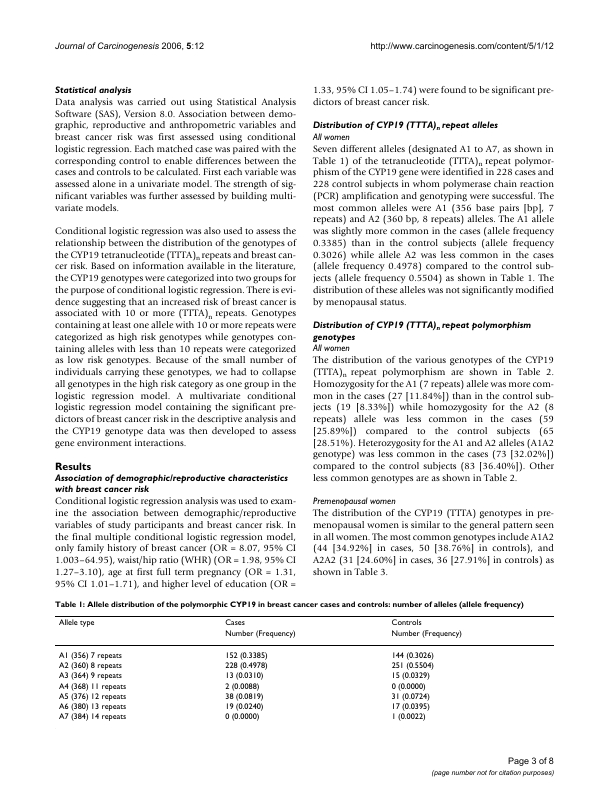 Journal of Carcinogenesis 2006, 5:12
http://www.carcinogenesis.com/content/5/1/12
Statistical analysis
Data analysis was carried out using Statistical Analysis
Software (SAS), Version 8.0. Association between demo-
graphic, reproductive and anthropometric variables and
breast cancer risk was first assessed using conditional
logistic regression. Each matched case was paired with the
corresponding control to enable differences between the
cases and controls to be calculated. First each variable was
assessed alone in a univariate model. The strength of sig-
nificant variables was further assessed by building multi-
variate models.
Conditional logistic regression was also used to assess the
relationship between the distribution of the genotypes of
the CYP19 tetranucleotide (TTTA)n repeats and breast can-
cer risk. Based on information available in the literature,
the CYP19 genotypes were categorized into two groups for
the purpose of conditional logistic regression. There is evi-
dence suggesting that an increased risk of breast cancer is
associated with 10 or more (TTTA)n repeats. Genotypes
containing at least one allele with 10 or more repeats were
categorized as high risk genotypes while genotypes con-
taining alleles with less than 10 repeats were categorized
as low risk genotypes. Because of the small number of
individuals carrying these genotypes, we had to collapse
all genotypes in the high risk category as one group in the
logistic regression model. A multivariate conditional
logistic regression model containing the significant pre-
dictors of breast cancer risk in the descriptive analysis and
the CYP19 genotype data was then developed to assess
gene environment interactions.
Results
Association of demographic/reproductive characteristics
with breast cancer risk
Conditional logistic regression analysis was used to exam-
ine the association between demographic/reproductive
variables of study participants and breast cancer risk. In
the final multiple conditional logistic regression model,
only family history of breast cancer (OR = 8.07, 95% CI
1.003–64.95), waist/hip ratio (WHR) (OR = 1.98, 95% CI
1.27–3.10), age at first full term pregnancy (OR = 1.31,
95% CI 1.01–1.71), and higher level of education (OR =
1.33, 95% CI 1.05–1.74) were found to be significant pre-
dictors of breast cancer risk.
Distribution of CYP19 (TTTA)n repeat alleles
All women
Seven different alleles (designated A1 to A7, as shown in
Table 1) of the tetranucleotide (TTTA)n repeat polymor-
phism of the CYP19 gene were identified in 228 cases and
228 control subjects in whom polymerase chain reaction
(PCR) amplification and genotyping were successful. The
most common alleles were A1 (356 base pairs [bp], 7
repeats) and A2 (360 bp, 8 repeats) alleles. The A1 allele
was slightly more common in the cases (allele frequency
0.3385) than in the control subjects (allele frequency
0.3026) while allele A2 was less common in the cases
(allele frequency 0.4978) compared to the control sub-
jects (allele frequency 0.5504) as shown in Table 1. The
distribution of these alleles was not significantly modified
by menopausal status.
Distribution of CYP19 (TTTA)n repeat polymorphism
genotypes
All women
The distribution of the various genotypes of the CYP19
(TTTA)n repeat polymorphism are shown in Table 2.
Homozygosity for the A1 (7 repeats) allele was more com-
mon in the cases (27 [11.84%]) than in the control sub-
jects (19 [8.33%]) while homozygosity for the A2 (8
repeats) allele was less common in the cases (59
[25.89%]) compared to the control subjects (65
[28.51%]. Heterozygosity for the A1 and A2 alleles (A1A2
genotype) was less common in the cases (73 [32.02%])
compared to the control subjects (83 [36.40%]). Other
less common genotypes are as shown in Table 2.
Premenopausal women
The distribution of the CYP19 (TTTA) genotypes in pre-
menopausal women is similar to the general pattern seen
in all women. The most common genotypes include A1A2
(44 [34.92%] in cases, 50 [38.76%] in controls), and
A2A2 (31 [24.60%] in cases, 36 [27.91%] in controls) as
shown in Table 3.
Table 1: Allele distribution of the polymorphic CYP19 in breast cancer cases and controls: number of alleles (allele frequency)
Allele type Cases Controls
Number (Frequency) Number (Frequency)
A1 (356) 7 repeats 152 (0.3385) 144 (0.3026)
A2 (360) 8 repeats 228 (0.4978) 251 (0.5504)
A3 (364) 9 repeats 13 (0.0310) 15 (0.0329)
A4 (368) 11 repeats 2 (0.0088) 0 (0.0000)
A5 (376) 12 repeats 38 (0.0819) 31 (0.0724)
A6 (380) 13 repeats 19 (0.0240) 17 (0.0395)
A7 (384) 14 repeats 0 (0.0000) 1 (0.0022)
Page 3 of 8
(page number not for citation purposes)